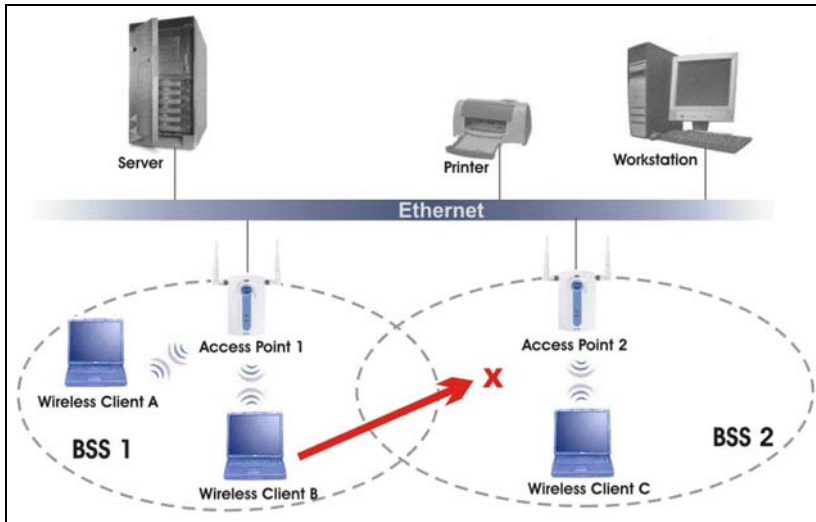 Server
Printer
Workstation
Ethernet
Access Point 1
Access Point 2
X
Wireless Client A
BSS 1
BSS 2
Wireless Client B
Wireless Client C